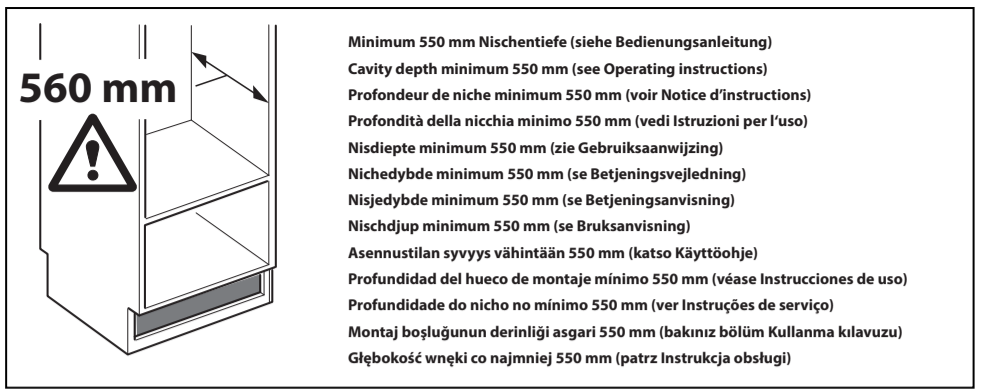 560 mm
Minimum 550 mm Nischentiefe (siehe Bedienungsanleitung)
Cavity depth minimum 550 mm (see Operating instructions)
Profondeur de niche minimum 550 mm (voir Notice d’instructions)
Profondità della nicchia minimo 550 mm (vedi Istruzioni per l‘uso)
Nisdiepte minimum 550 mm (zie Gebruiksaanwijzing)
Nichedybde minimum 550 mm (se Betjeningsvejledning)
Nisjedybde minimum 550 mm (se Betjeningsanvisning)
Nischdjup minimum 550 mm (se Bruksanvisning)
Asennustilan syvyys vähintään 550 mm (katso Käyttöohje)
Profundidad del hueco de montaje mínimo 550 mm (véase Instrucciones de uso)
Profundidade do nicho no mínimo 550 mm (ver Instruções de serviço)
Montaj boşluğunun derinliği asgari 550 mm (bakınız bölüm Kullanma kılavuzu)
Głębokość wnęki co najmniej 550 mm (patrz Instrukcja obsługi)